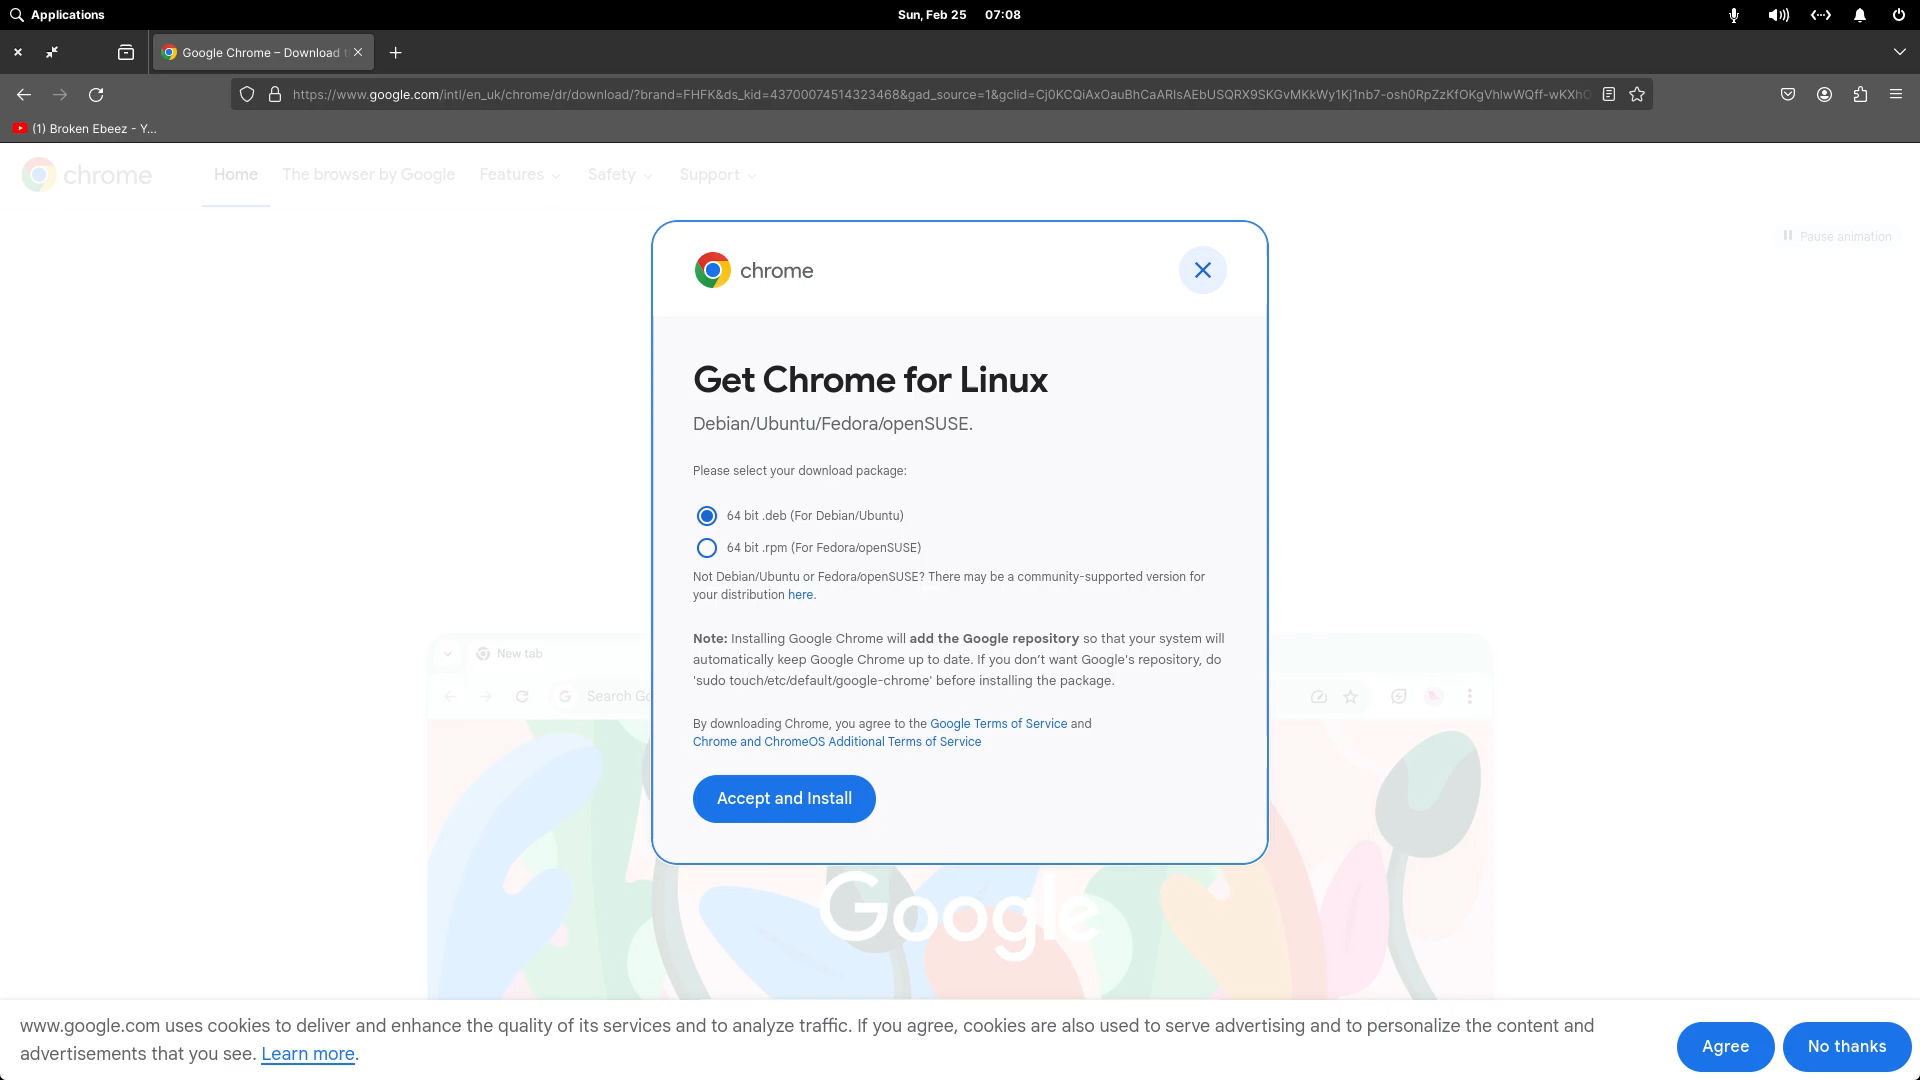 Applications
Sun, Feb 25 07:08
Google Chrome – Download t
https://www.google.com/intl/en_uk/chrome/dr/download/?brand=FHFK&ds_kid=43700074514323468&gad_source=1&gclid=Cj0KCQiAxOauBhCaARIsAEbUSQRX9SKGvMKkWy1Kj1nb7-osh0RpZzKfOKgVhlwWQff-wKXhO
(1) Broken Ebeez - Y...
chrome
Home The browser by Google Features Safety Support
Pause animation
chrome
Get Chrome for Linux
Debian/Ubuntu/Fedora/openSUSE.
Please select your download package:
64 bit .deb (For Debian/Ubuntu)
64 bit .rpm (For Fedora/openSUSE)
Not Debian/Ubuntu or Fedora/openSUSE? There may be a community-supported version for
your distribution here.
Note: Installing Google Chrome will add the Google repository so that your system will
automatically keep Google Chrome up to date. If you don’t want Google's repository, do
'sudo touch/etc/default/google-chrome' before installing the package.
By downloading Chrome, you agree to the Google Terms of Service and
Chrome and ChromeOS Additional Terms of Service
Accept and Install
New tab
Search Go
Google
www.google.com uses cookies to deliver and enhance the quality of its services and to analyze traffic. If you agree, cookies are also used to serve advertising and to personalize the content and
advertisements that you see. Learn more.
Agree
No thanks